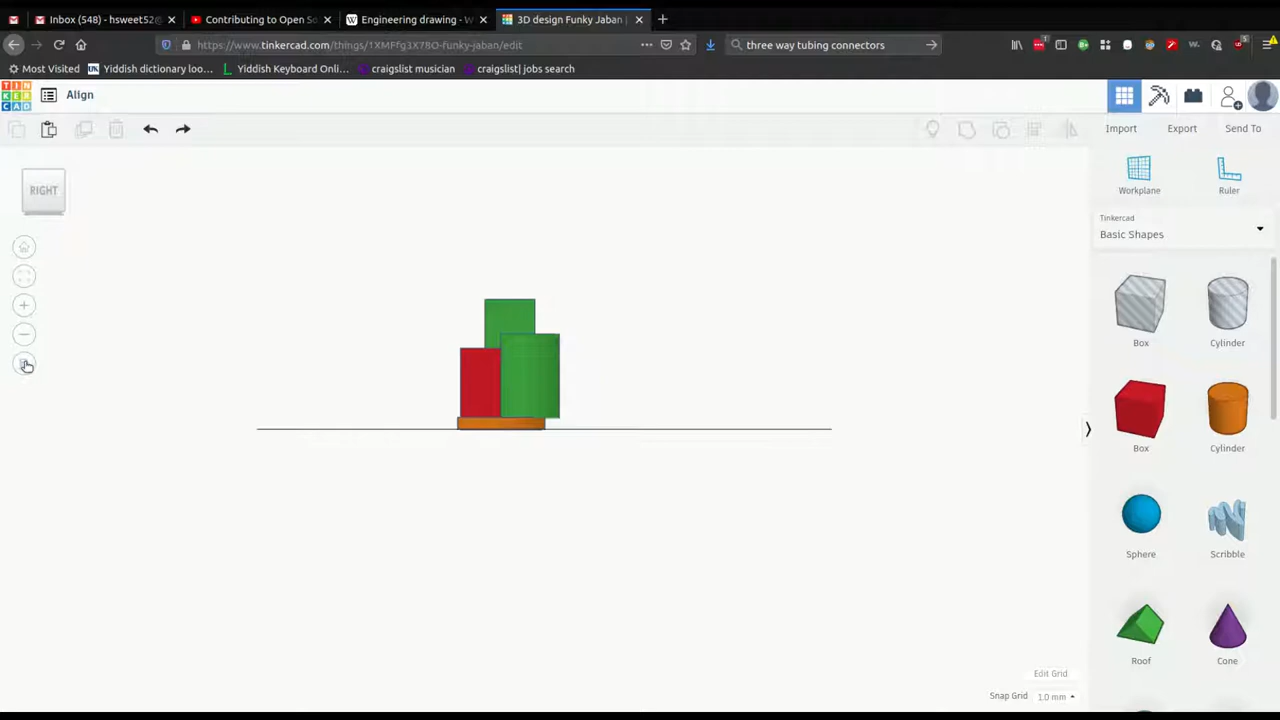 Inbox (548) - hsweet52@
Contributing to Open So
Engineering drawing - W
3D design Funky Jaban |
https://www.tinkercad.com/things/1XMFfg3X78O-funky-jaban/edit
three way tubing connectors
Most Visited
Yiddish dictionary loo...
Yiddish Keyboard Onli...
craigslist musician
craigslist| jobs search
TIN
KER
CAD
Align
Import
Export
Send To
RIGHT
Workplane
Ruler
Tinkercad
Basic Shapes
Box
Cylinder
Box
Cylinder
Sphere
Scribble
Roof
Cone
Edit Grid
Snap Grid
1.0 mm